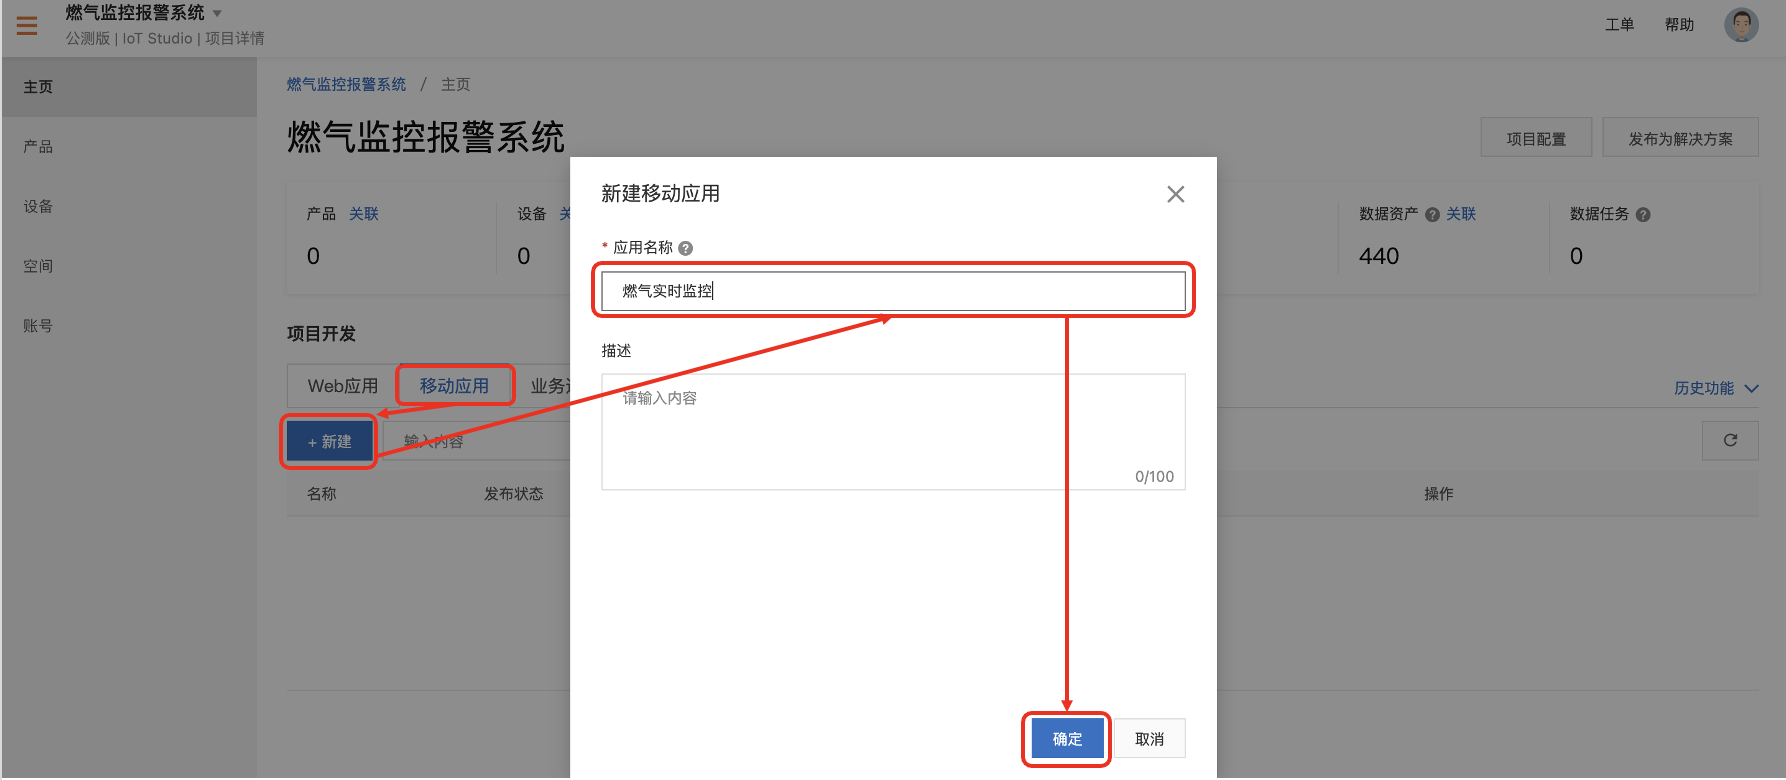 燃气监控报警系统
公测版 | IoT Studio | 项目详情
工单 帮助
主页
产品
设备
空间
账号
燃气监控报警系统 / 主页
燃气监控报警系统
项目配置 发布为解决方案
产品 关联
0
设备
0
数据资产 ? 关联
440
数据任务 ?
0
项目开发
Web应用 移动应用 业务
历史功能
+ 新建 输入内容
名称 发布状态 操作
新建移动应用
* 应用名称 ?
燃气实时监控
描述
请输入内容
0/100
确定 取消